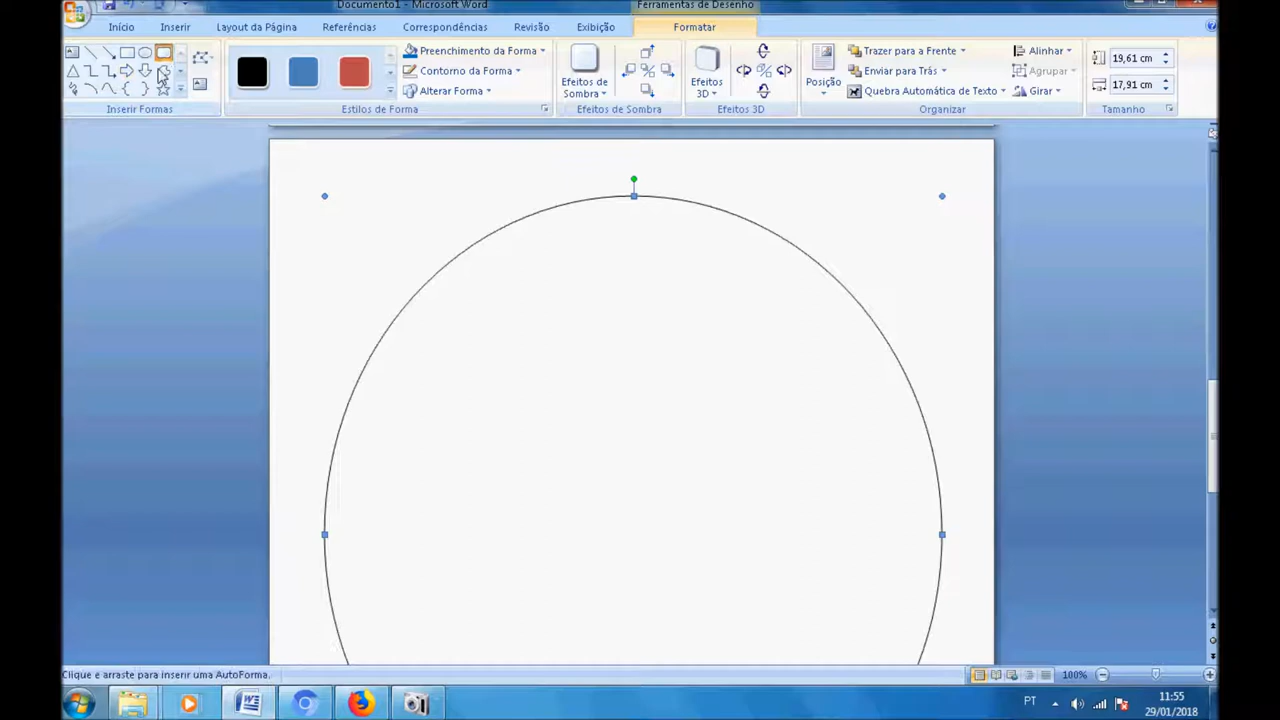 Documento1 - Microsoft Word
Ferramentas de Desenho
Início
Inserir
Layout da Página
Referências
Correspondências
Revisão
Exibição
Formatar
Preenchimento da Forma
Contorno da Forma
Alterar Forma
Efeitos de
Sombra
Efeitos
3D
Posição
Trazer para a Frente
Enviar para Trás
Quebra Automática de Texto
Alinhar
Agrupar
Girar
19,61 cm
17,91 cm
Inserir Formas
Estilos de Forma
Efeitos de Sombra
Efeitos 3D
Organizar
Tamanho
Clique e arraste para inserir uma AutoForma.
100%
PT
11:55
29/01/2018